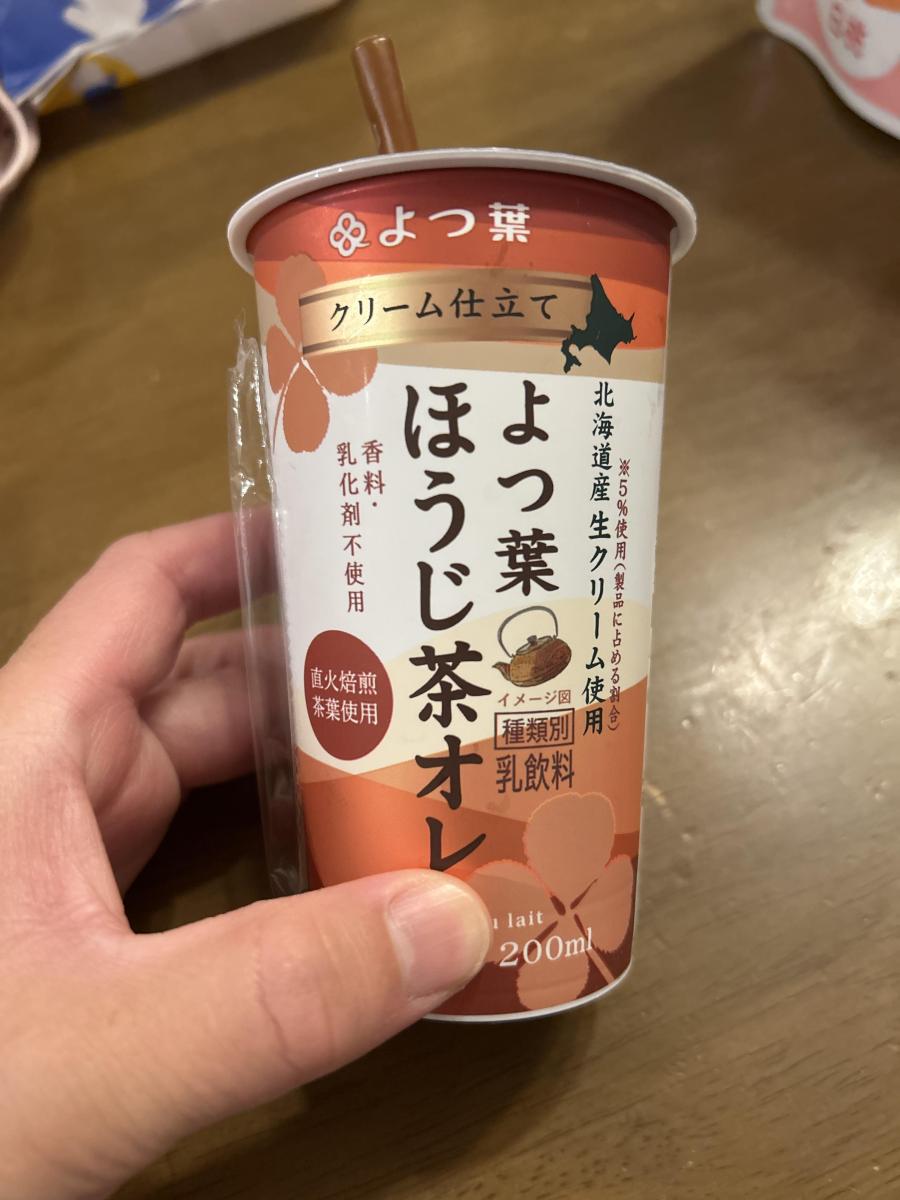 よつ葉
クリーム仕立て
北海道産 生クリーム使用
※5%使用(製品に占める割合)
よつ葉
ほうじ茶オレ
香料・
乳化剤不使用
直火焙煎
茶葉使用
イメージ図
種類別
乳飲料
lait
200ml
白桃